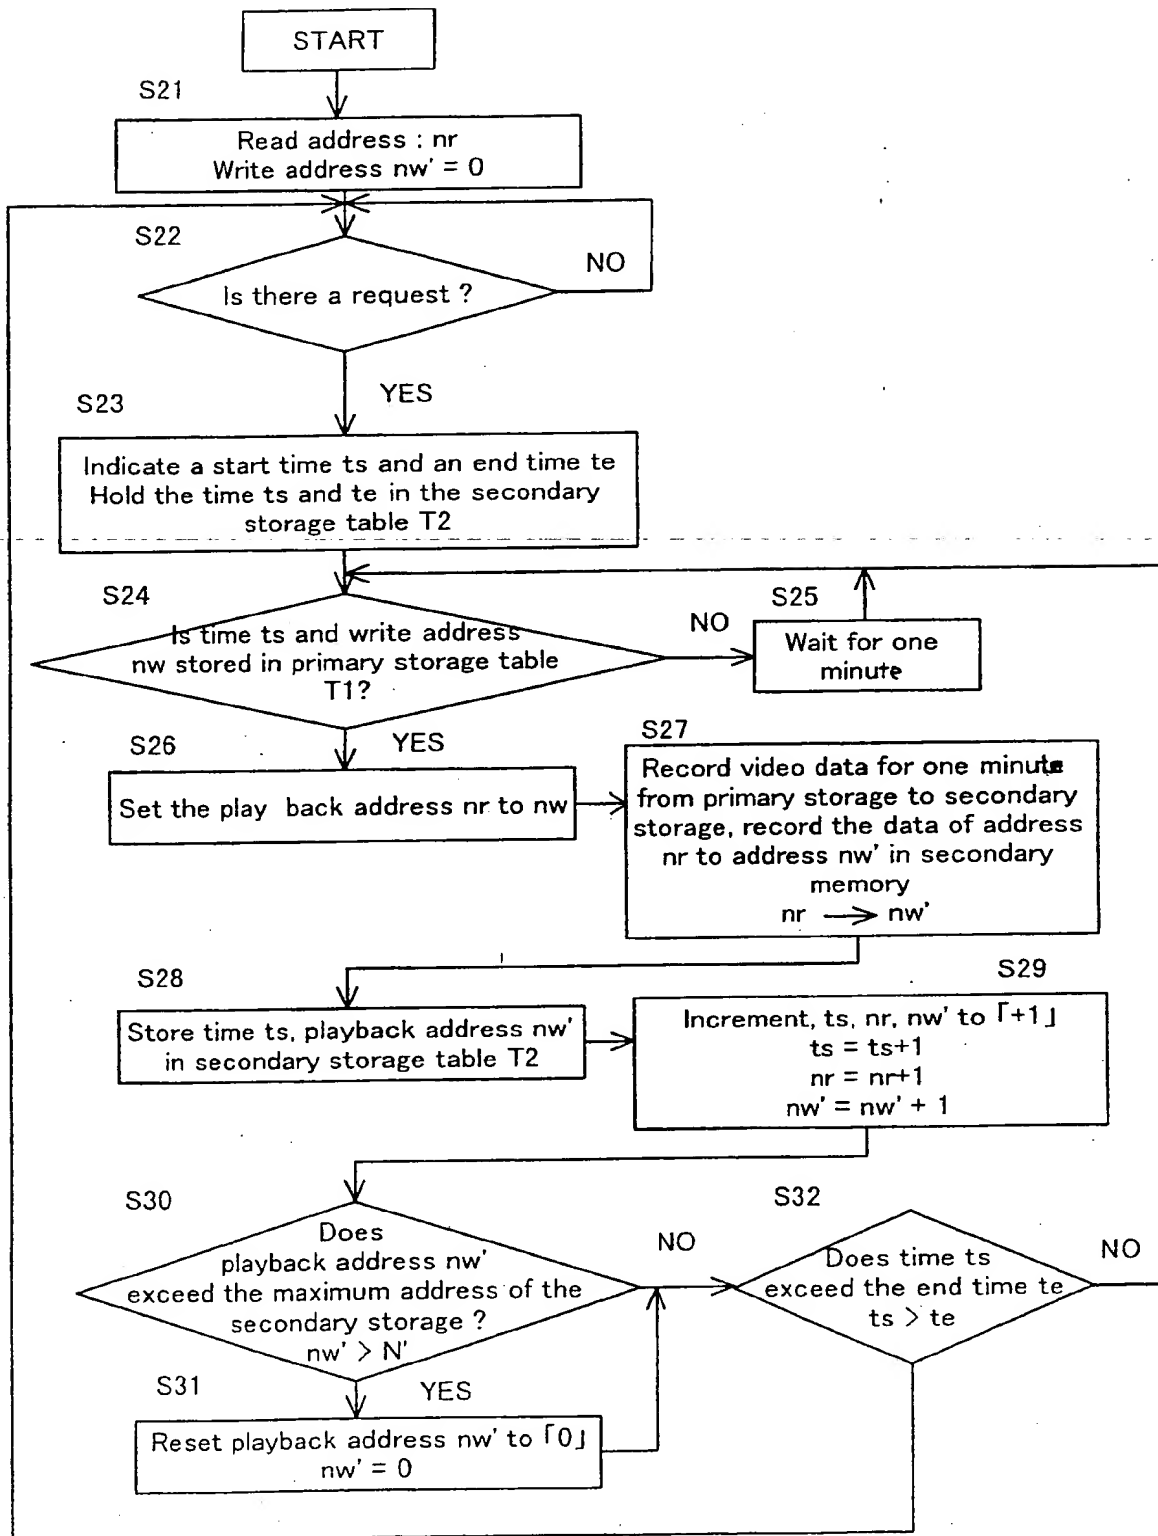 START
S21
Read address : nr
Write address nw' = 0
S22
NO
Is there a request ?
YES
S23
Indicate a start time ts and an end time te
Hold the time ts and te in the secondary
storage table T2
S24
Is time ts and write address
nw stored in primary storage table
T1?
NO
S25
Wait for one
minute
S26
YES
Set the play back address nr to nw
S27
Record video data for one minute
from primary storage to secondary
storage, record the data of address
nr to address nw' in secondary
memory
nr → nw'
S28
Store time ts, playback address nw'
in secondary storage table T2
S29
Increment, ts, nr, nw' to「+1」
ts = ts+1
nr = nr+1
nw' = nw' + 1
S30
Does
playback address nw'
exceed the maximum address of the
secondary storage ?
nw' > N'
NO
S32
Does time ts
exceed the end time te
ts > te
NO
S31
YES
Reset playback address nw' to「0」
nw' = 0